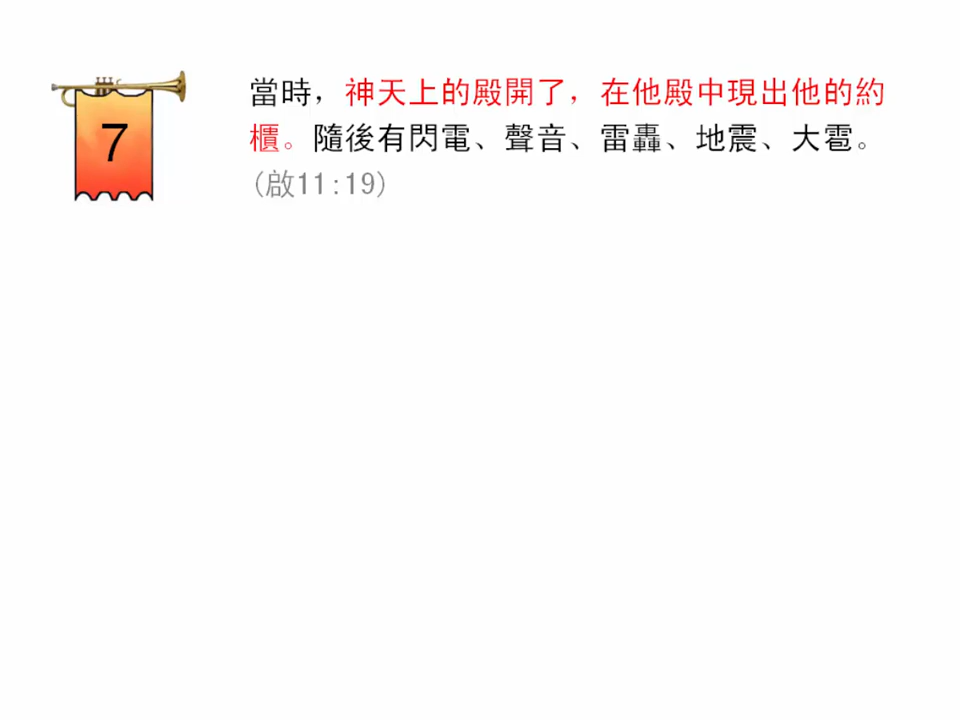 7
當時，神天上的殿開了，在他殿中現出他的約
櫃。隨後有閃電、聲音、雷轟、地震、大雹。
(啟11:19)